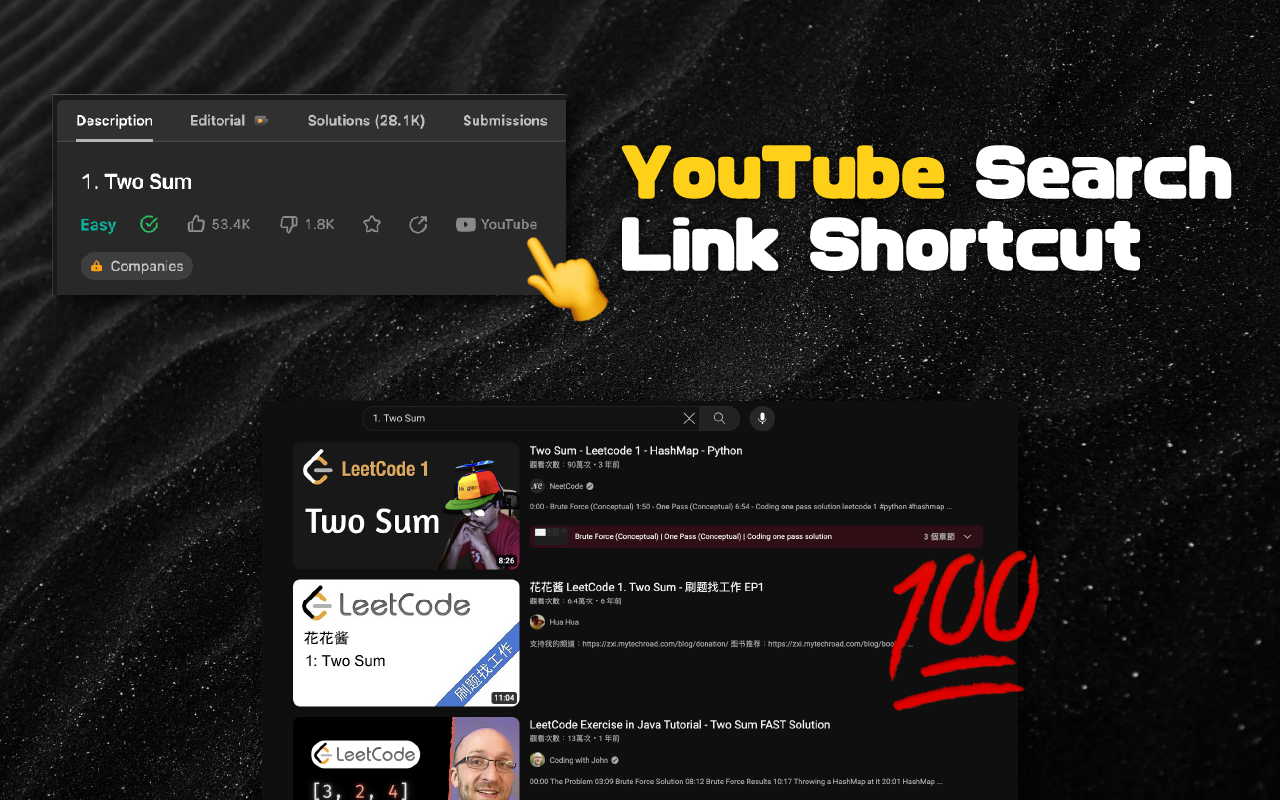 Description Editorial Solutions (28.1K) Submissions
1. Two Sum
Easy 53.4K 1.8K YouTube
Companies
YouTube Search
Link Shortcut
1. Two Sum
LeetCode 1
Two Sum
8:26
Two Sum - Leetcode 1 - HashMap - Python
觀看次數：90萬次・3 年前
NC NeetCode
0:00 - Brute Force (Conceptual) 1:50 - One Pass (Conceptual) 6:54 - Coding one pass solution leetcode 1 #python #hashmap ...
Brute Force (Conceptual) | One Pass (Conceptual) | Coding one pass solution 3 個章節
100
LeetCode
花花酱
1: Two Sum
刷题找工作
11:04
花花酱 LeetCode 1. Two Sum - 刷题找工作 EP1
觀看次數：6.4萬次・6 年前
Hua Hua
支持我的频道：https://zxi.mytechroad.com/blog/donation/ 图书推荐：https://zxi.mytechroad.com/blog/
LeetCode
[3, 2, 4]
LeetCode Exercise in Java Tutorial - Two Sum FAST Solution
觀看次數：13萬次・1 年前
Coding with John
00:00 The Problem 03:09 Brute Force Solution 08:12 Brute Force Results 10:17 Throwing a HashMap at it 20:01 HashMap ...